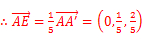 ∴ \overrightarrow{AE} = \frac{1}{5}\overrightarrow{AA'} = \left(0, \frac{1}{5}, \frac{2}{5}\right)